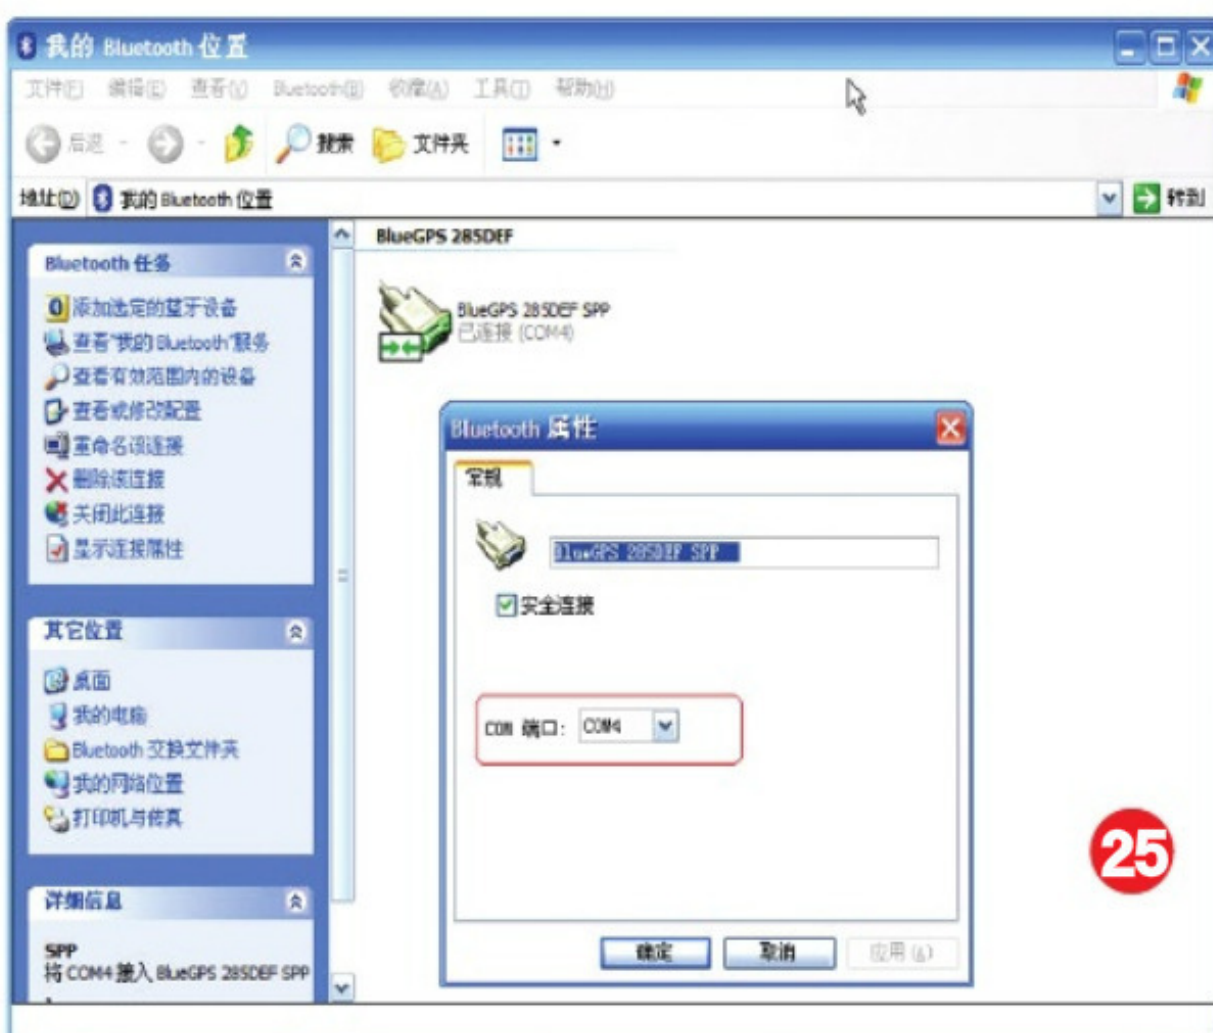 我的 Bluetooth 位置
文件(F) 编辑(E) 查看(V) Bluetooth(B) 收藏(A) 工具(T) 帮助(H)
后退 搜索 文件夹
地址(D) 我的 Bluetooth 位置 转到
Bluetooth 任务
添加选定的蓝牙设备
查看"我的 Bluetooth"服务
查看有效范围内的设备
查看或修改配置
重命名该连接
删除该连接
关闭此连接
显示连接属性
其它位置
桌面
我的电脑
Bluetooth 交换文件夹
我的网络位置
打印机与传真
详细信息
SPP
将 COM4 接入 BlueGPS 285DEF SPP
BlueGPS 285DEF
BlueGPS 285DEF SPP
已连接 (COM4)
Bluetooth 属性
常规
BlueGPS 285DEF SPP
安全连接
COM 端口: COM4
确定 取消 应用(A)
25